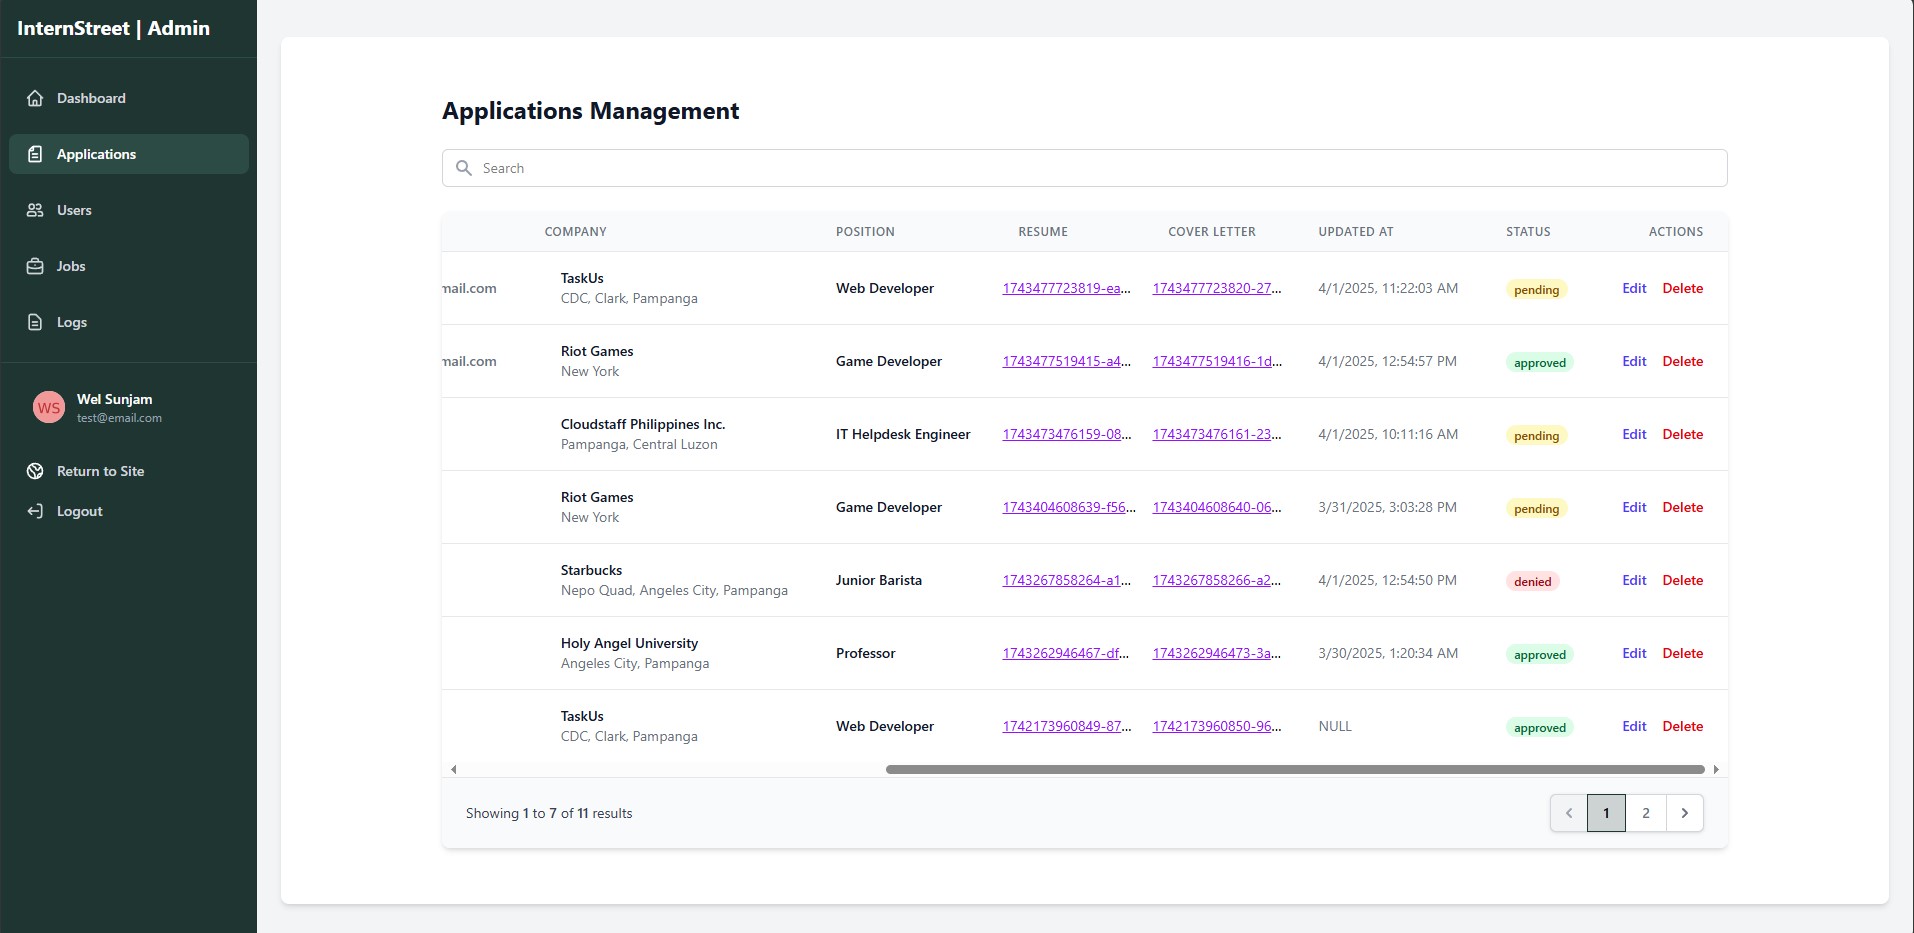 InternStreet | Admin
Dashboard
Applications
Users
Jobs
Logs
Wel Sunjam
WS
test@email.com
Return to Site
Logout
Applications Management
Search
COMPANY POSITION RESUME COVER LETTER UPDATED AT STATUS ACTIONS
TaskUs
mail.com Web Developer 1743477723819-ea... 1743477723820-27... 4/1/2025, 11:22:03 AM pending Edit Delete
CDC, Clark, Pampanga
Riot Games
mail.com Game Developer 1743477519415-a4... 1743477519416-1d... 4/1/2025, 12:54:57 PM approved Edit Delete
New York
Cloudstaff Philippines Inc.
IT Helpdesk Engineer 1743473476159-08... 1743473476161-23... 4/1/2025, 10:11:16 AM pending Edit Delete
Pampanga, Central Luzon
Riot Games
Game Developer 1743404608639-f56... 1743404608640-06... 3/31/2025, 3:03:28 PM pending Edit Delete
New York
Starbucks
Junior Barista 1743267858264-a1... 1743267858266-a2... 4/1/2025, 12:54:50 PM denied Edit Delete
Nepo Quad, Angeles City, Pampanga
Holy Angel University
Professor 1743262946467-df... 1743262946473-3a... 3/30/2025, 1:20:34 AM approved Edit Delete
Angeles City, Pampanga
TaskUs
Web Developer 1742173960849-87... 1742173960850-96... NULL approved Edit Delete
CDC, Clark, Pampanga
Showing 1 to 7 of 11 results
1 2